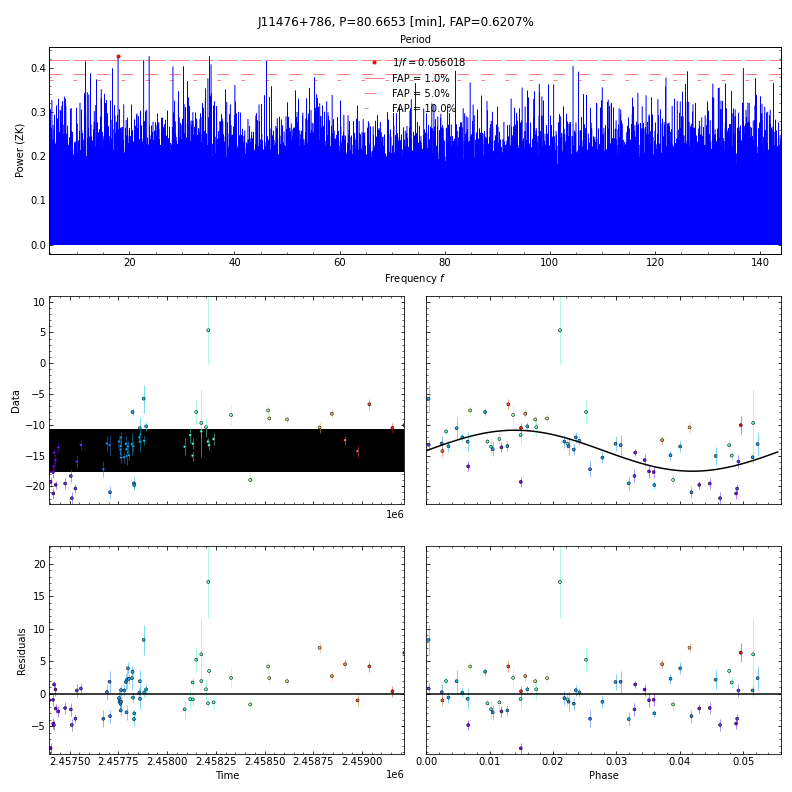 J11476+786, P=80.6653 [min], FAP=0.6207%
Period
Power (ZK)
0.4
0.3
0.2
0.1
0.0
1/f = 0.056018
FAP = 1.0%
FAP = 5.0%
FAP = 10.0%
20 40 60 80 100 120 140
Frequency f
Data
10
5
0
−5
−10
−15
−20
1e6
Residuals
20
15
10
5
0
−5
2.45750 2.45775 2.45800 2.45825 2.45850 2.45875 2.45900
1e6
Time
0.00 0.01 0.02 0.03 0.04 0.05
Phase